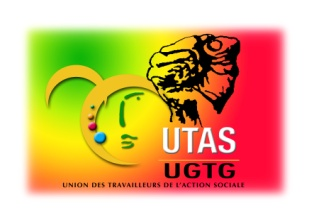 UTAS
UGTG
UNION DES TRAVAILLEURS DE L'ACTION SOCIALE